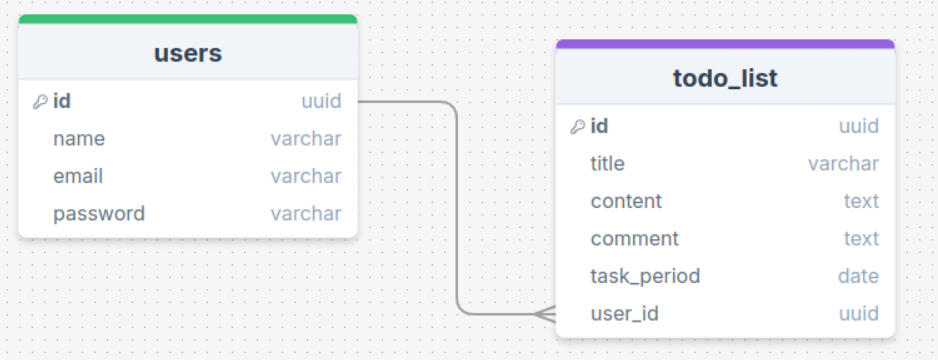 users
id uuid
name varchar
email varchar
password varchar
todo_list
id uuid
title varchar
content text
comment text
task_period date
user_id uuid